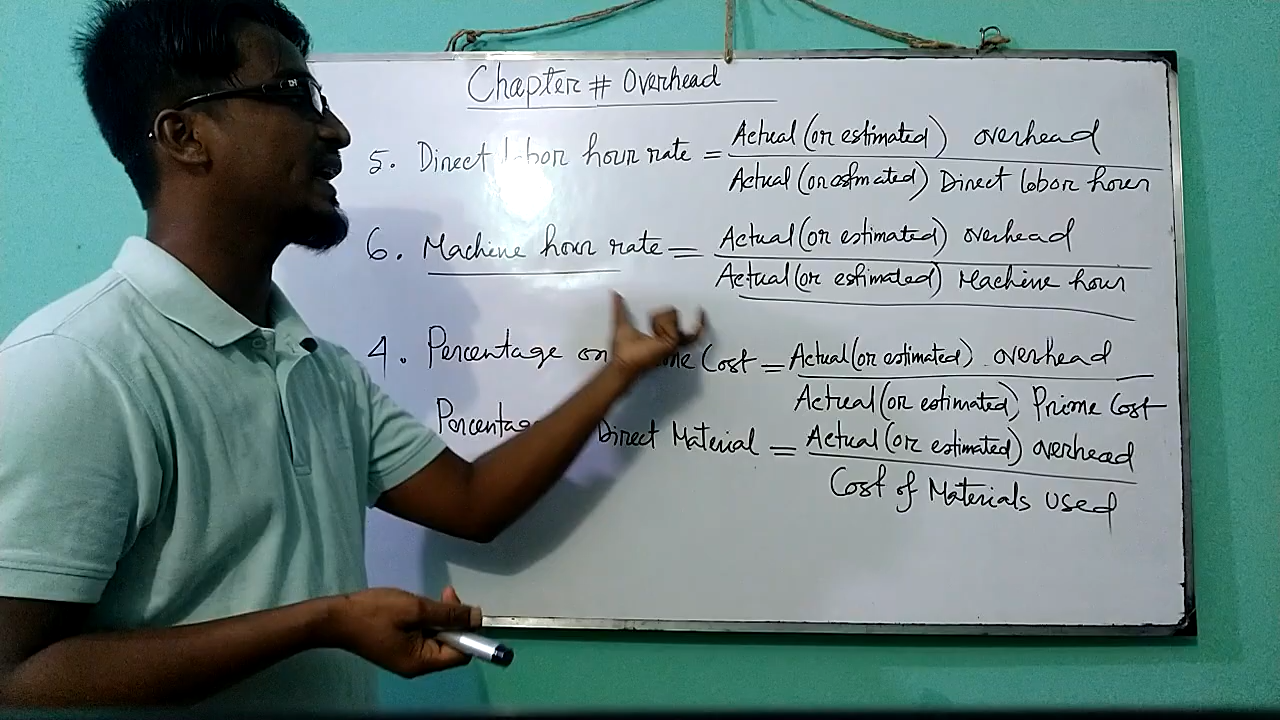 Chapter # Overhead
5. Direct labor hour rate = Actual (or estimated) overhead
Actual (or estimated) Direct labor hour
6. Machine hour rate = Actual (or estimated) overhead
Actual (or estimated) Machine hour
4. Percentage on Cost = Actual (or estimated) overhead
Actual (or estimated) Prime Cost
Direct Material = Actual (or estimated) overhead
Cost of Materials used